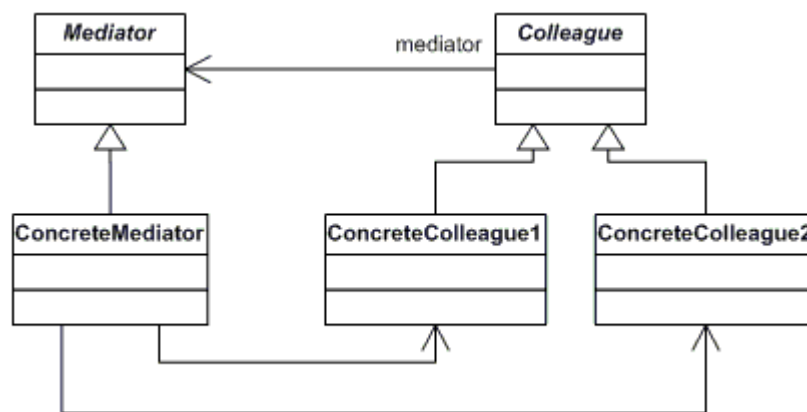 Mediator
mediator
Colleague
ConcreteMediator
ConcreteColleague1
ConcreteColleague2